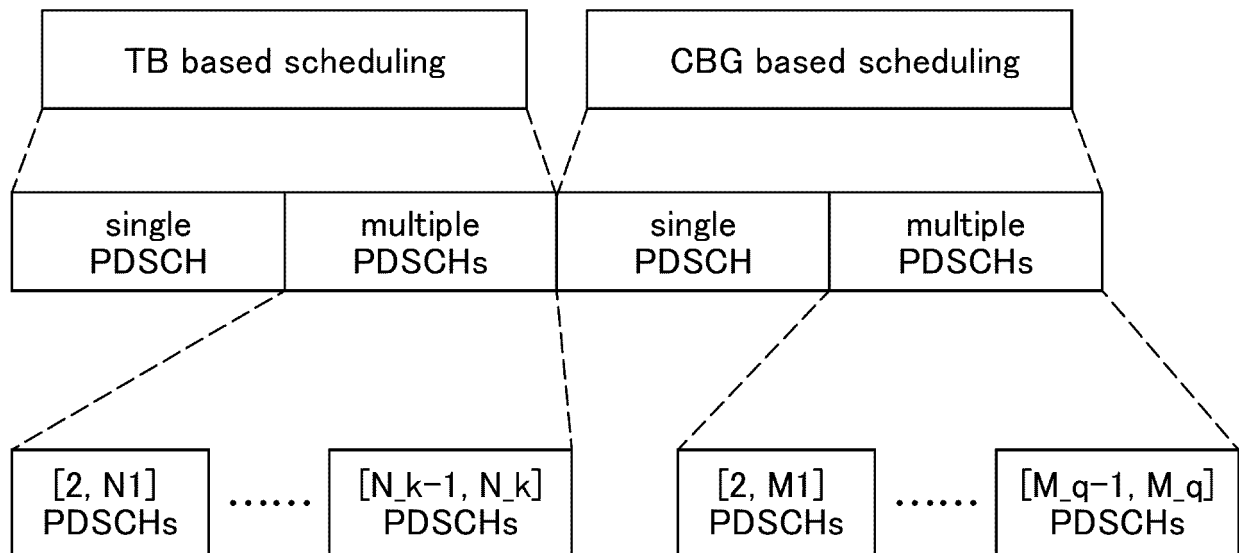 TB based scheduling
CBG based scheduling
single
PDSCH
multiple
PDSCHs
single
PDSCH
multiple
PDSCHs
[2, N1]
PDSCHs
……
[N_k-1, N_k]
PDSCHs
[2, M1]
PDSCHs
……
[M_q-1, M_q]
PDSCHs